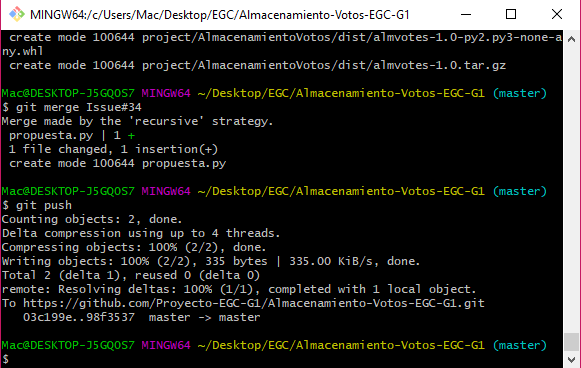 MINGW64:/c/Users/Mac/Desktop/EGC/Almacenamiento-Votos-EGC-G1
create mode 100644 project/AlmacenamientoVotos/dist/almvotes-1.0-py2.py3-none-a
ny.whl
create mode 100644 project/AlmacenamientoVotos/dist/almvotes-1.0.tar.gz
Mac@DESKTOP-J5GQOS7 MINGW64 ~/Desktop/EGC/Almacenamiento-Votos-EGC-G1 (master)
$ git merge Issue#34
Merge made by the 'recursive' strategy.
propuesta.py | 1 +
1 file changed, 1 insertion(+)
create mode 100644 propuesta.py
Mac@DESKTOP-J5GQOS7 MINGW64 ~/Desktop/EGC/Almacenamiento-Votos-EGC-G1 (master)
$ git push
Counting objects: 2, done.
Delta compression using up to 4 threads.
Compressing objects: 100% (2/2), done.
Writing objects: 100% (2/2), 335 bytes | 335.00 KiB/s, done.
Total 2 (delta 1), reused 0 (delta 0)
remote: Resolving deltas: 100% (1/1), completed with 1 local object.
To https://github.com/Proyecto-EGC-G1/Almacenamiento-Votos-EGC-G1.git
03c199e..98f3537  master -> master
Mac@DESKTOP-J5GQOS7 MINGW64 ~/Desktop/EGC/Almacenamiento-Votos-EGC-G1 (master)
$